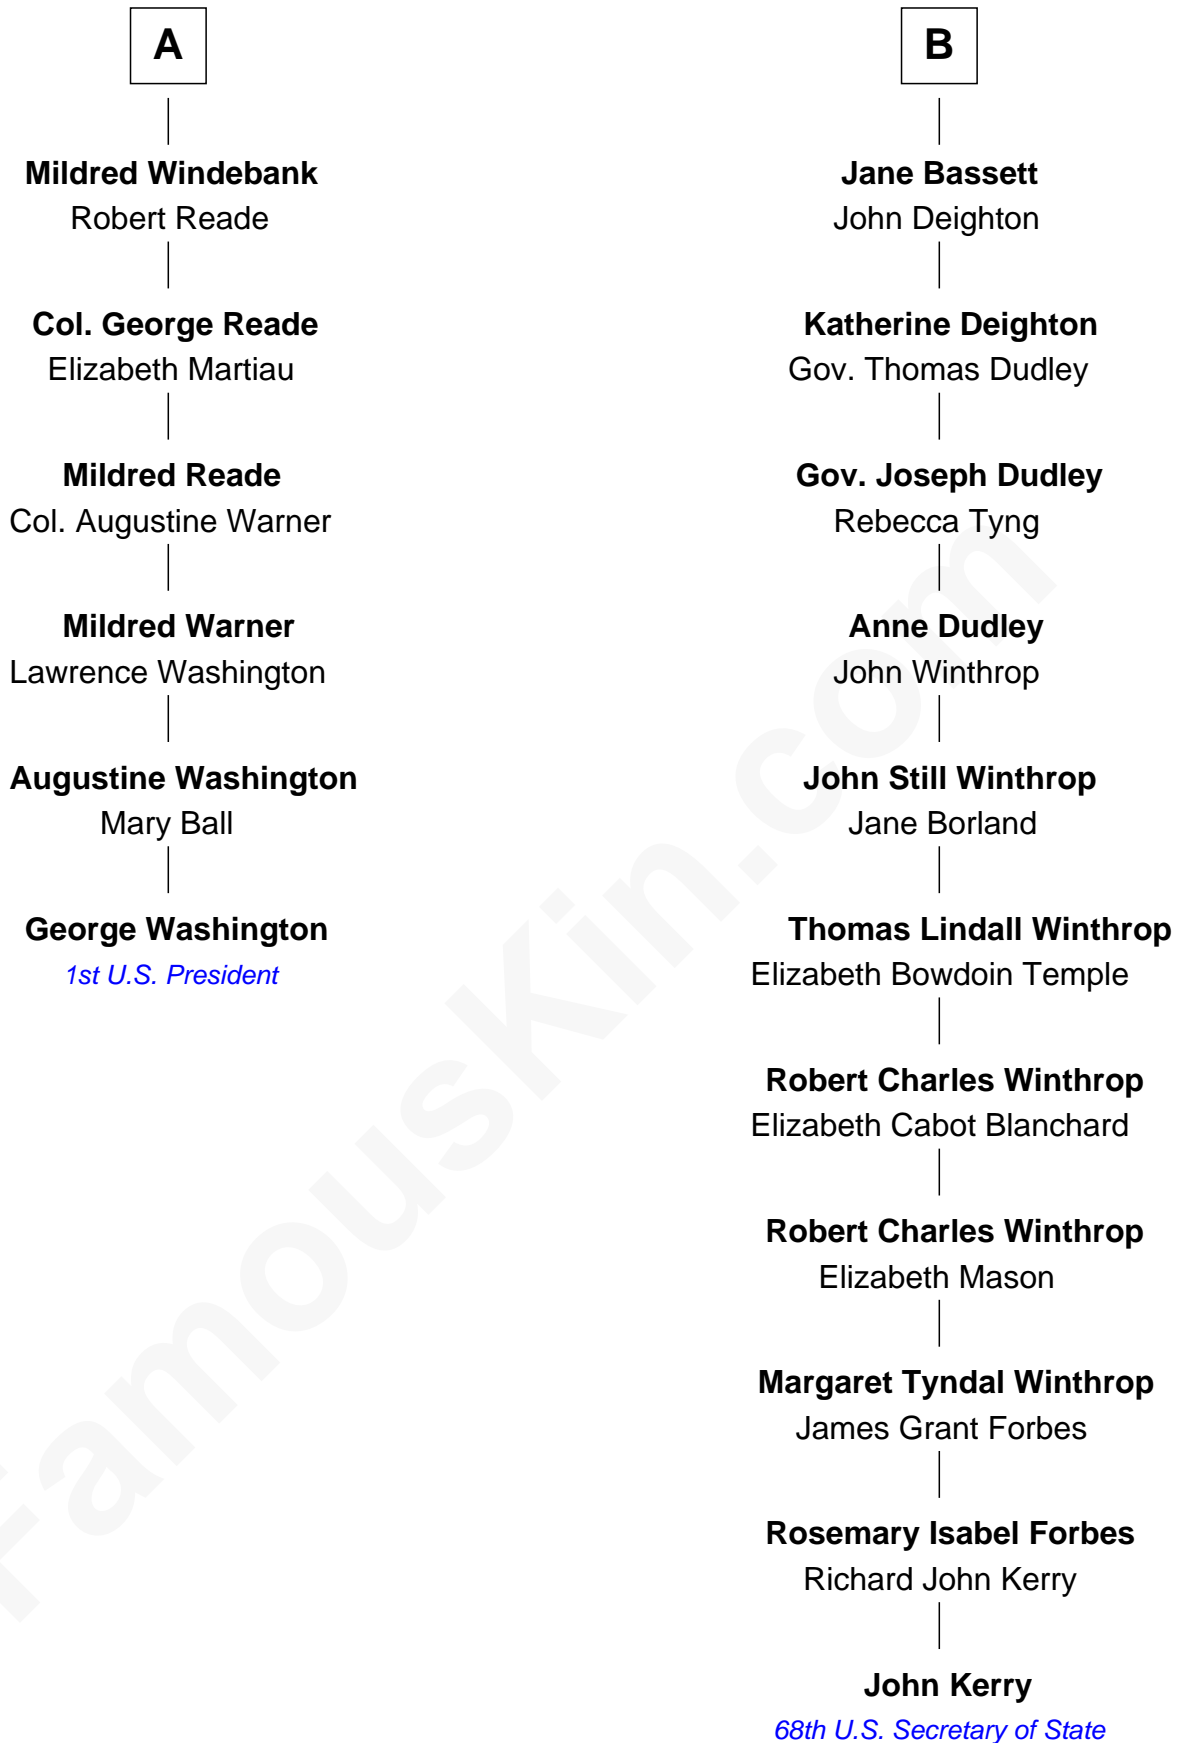 A
Mildred Windebank
Robert Reade
Col. George Reade
Elizabeth Martiau
Mildred Reade
Col. Augustine Warner
Mildred Warner
Lawrence Washington
Augustine Washington
Mary Ball
George Washington
1st U.S. President
B
Jane Bassett
John Deighton
Katherine Deighton
Gov. Thomas Dudley
Gov. Joseph Dudley
Rebecca Tyng
Anne Dudley
John Winthrop
John Still Winthrop
Jane Borland
Thomas Lindall Winthrop
Elizabeth Bowdoin Temple
Robert Charles Winthrop
Elizabeth Cabot Blanchard
Robert Charles Winthrop
Elizabeth Mason
Margaret Tyndal Winthrop
James Grant Forbes
Rosemary Isabel Forbes
Richard John Kerry
John Kerry
68th U.S. Secretary of State
FamousKin.com